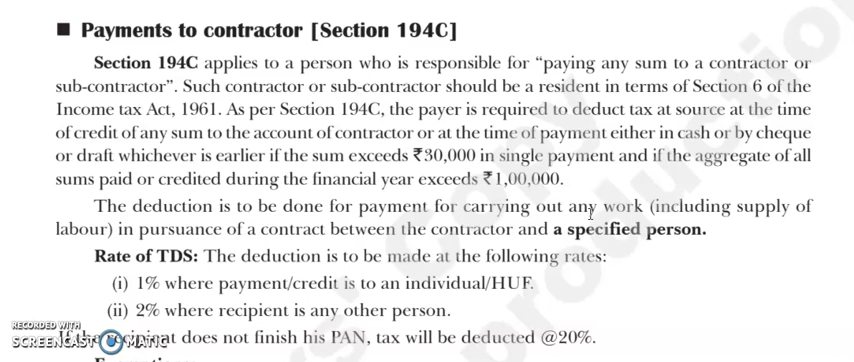 ■ Payments to contractor [Section 194C]
Section 194C applies to a person who is responsible for "paying any sum to a contractor or
sub-contractor". Such contractor or sub-contractor should be a resident in terms of Section 6 of the
Income tax Act, 1961. As per Section 194C, the payer is required to deduct tax at source at the time
of credit of any sum to the account of contractor or at the time of payment either in cash or by cheque
or draft whichever is earlier if the sum exceeds ₹30,000 in single payment and if the aggregate of all
sums paid or credited during the financial year exceeds ₹1,00,000.
The deduction is to be done for payment for carrying out any work (including supply of
labour) in pursuance of a contract between the contractor and a specified person.
Rate of TDS: The deduction is to be made at the following rates:
(i) 1% where payment/credit is to an individual/HUF.
(ii) 2% where recipient is any other person.
RECORDED WITH
If the recipient does not finish his PAN, tax will be deducted @20%.
SCREENCAST MATIC